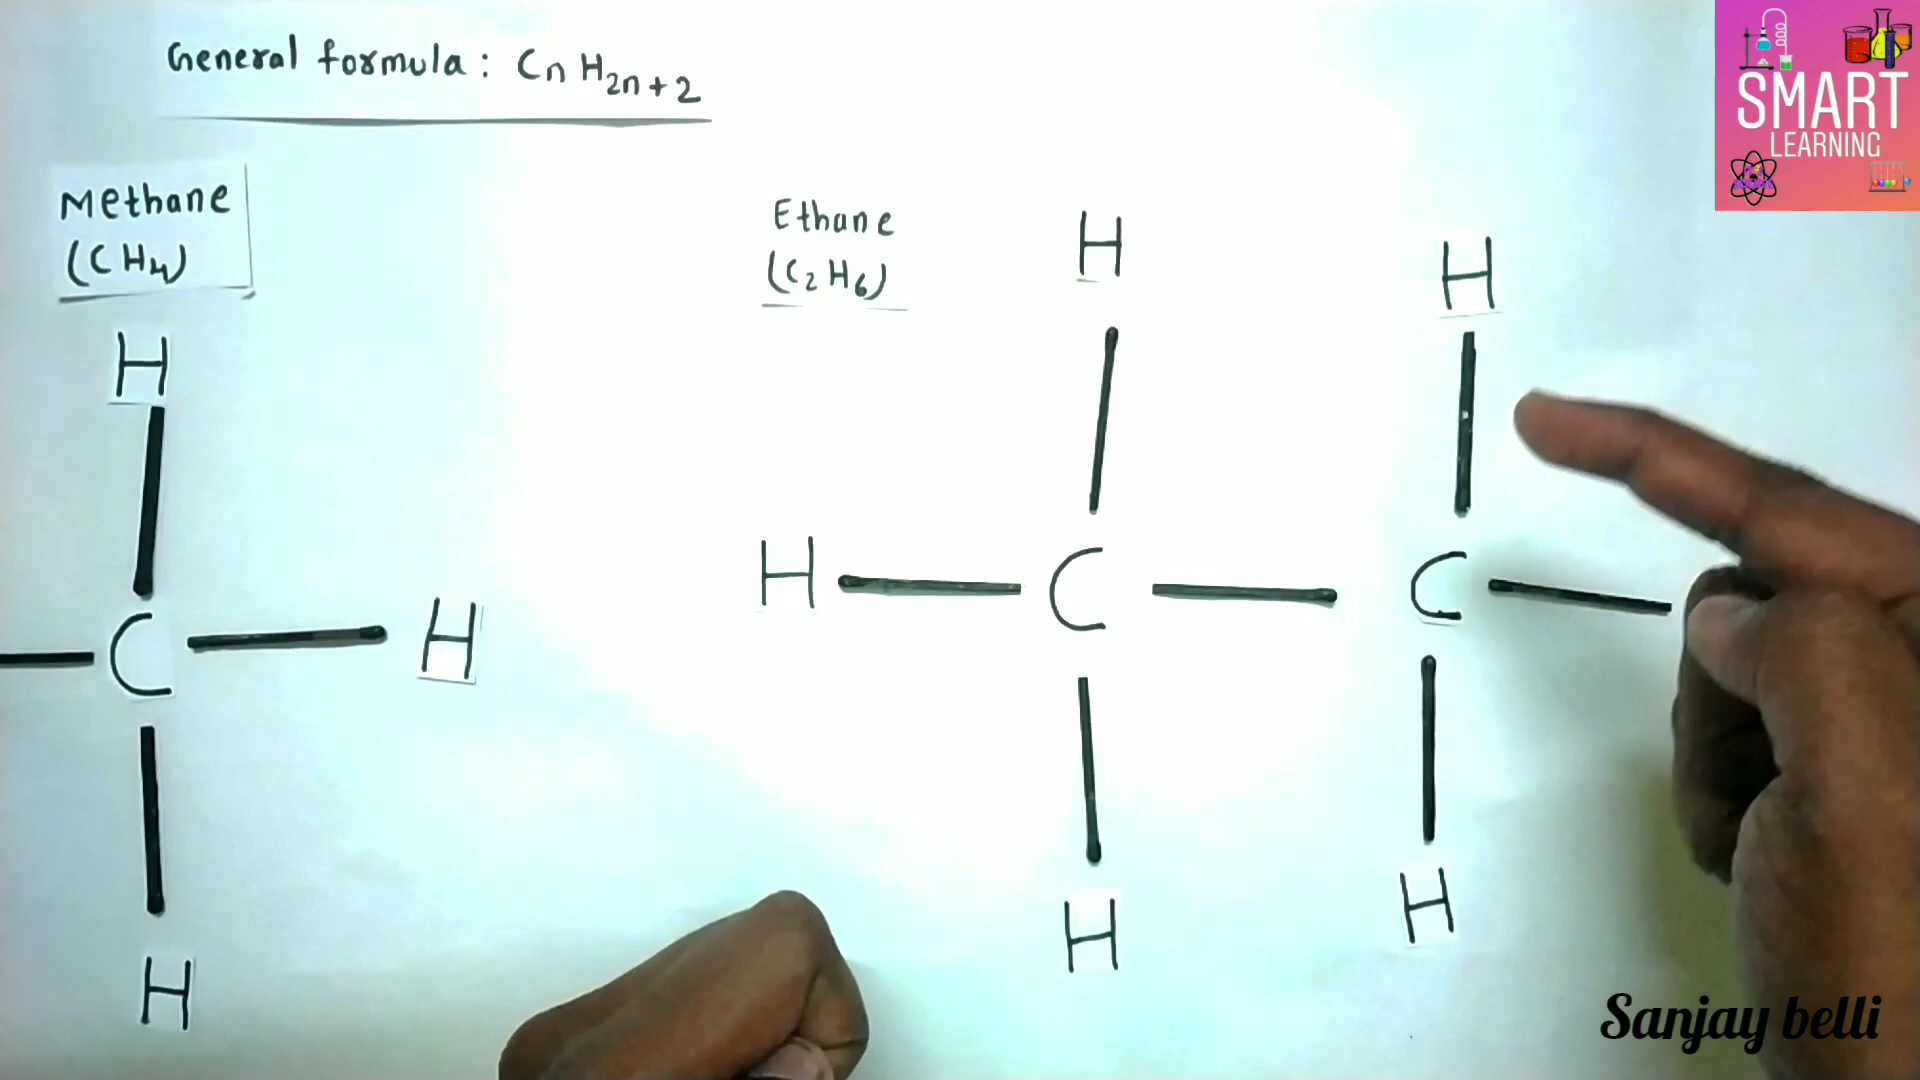 General formula: CnH2n+2
SMART
LEARNING
Methane
(CH4)
Ethane
(C2H6)
H
H
H
H
C
C
H
C
H
H
H
H
H
Sanjay belli